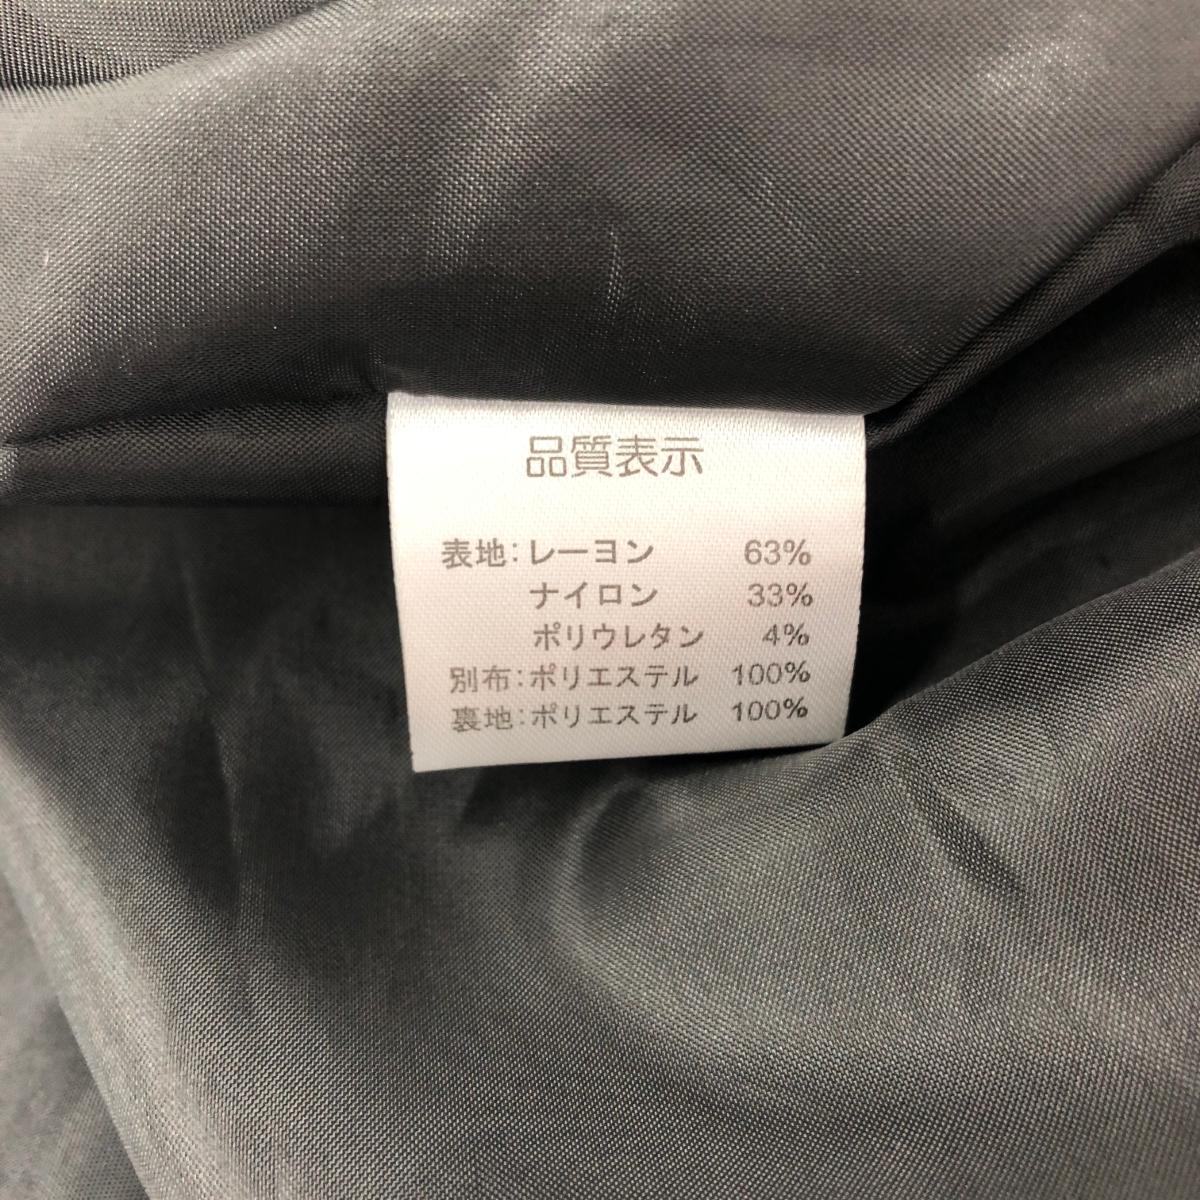 品質表示
表地:レーヨン 63%
ナイロン 33%
ポリウレタン 4%
別布:ポリエステル 100%
裏地:ポリエステル 100%